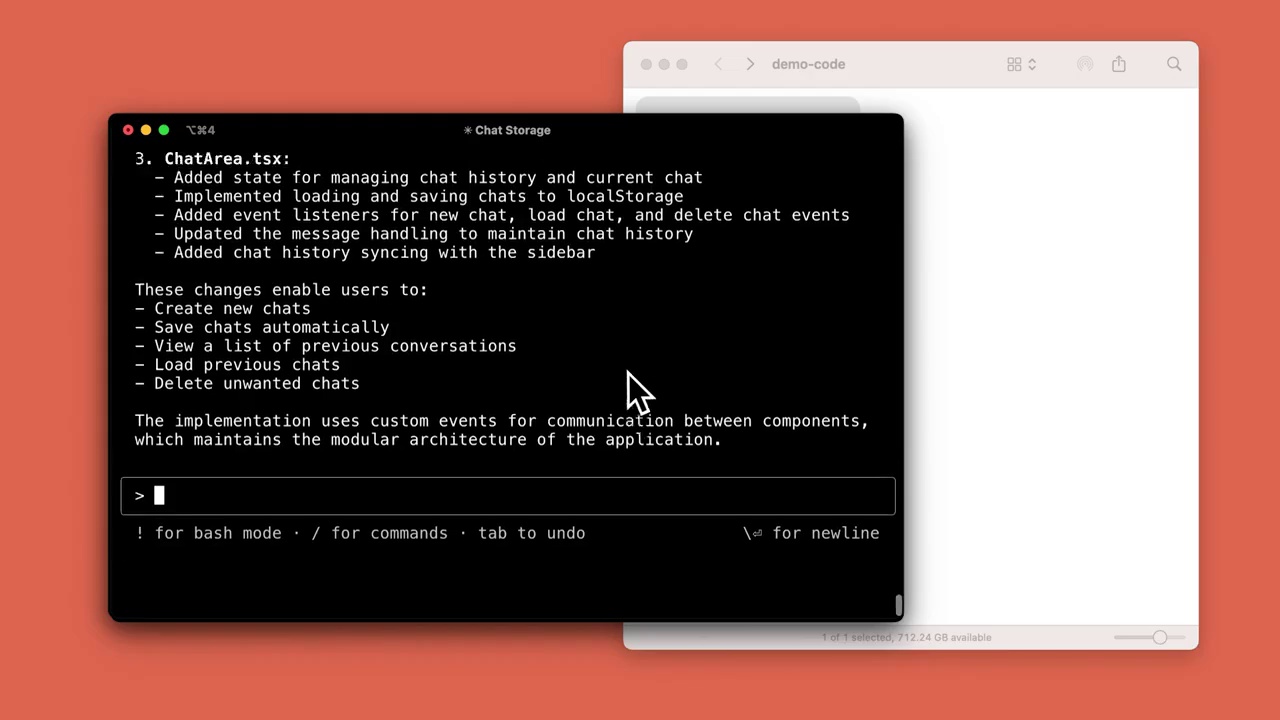 demo-code
⌥⌘4
✳ Chat Storage
3. ChatArea.tsx:
– Added state for managing chat history and current chat
– Implemented loading and saving chats to localStorage
– Added event listeners for new chat, load chat, and delete chat events
– Updated the message handling to maintain chat history
– Added chat history syncing with the sidebar
These changes enable users to:
– Create new chats
– Save chats automatically
– View a list of previous conversations
– Load previous chats
– Delete unwanted chats
The implementation uses custom events for communication between components,
which maintains the modular architecture of the application.
>
! for bash mode · / for commands · tab to undo
\⏎ for newline
1 of 1 selected, 712.24 GB available